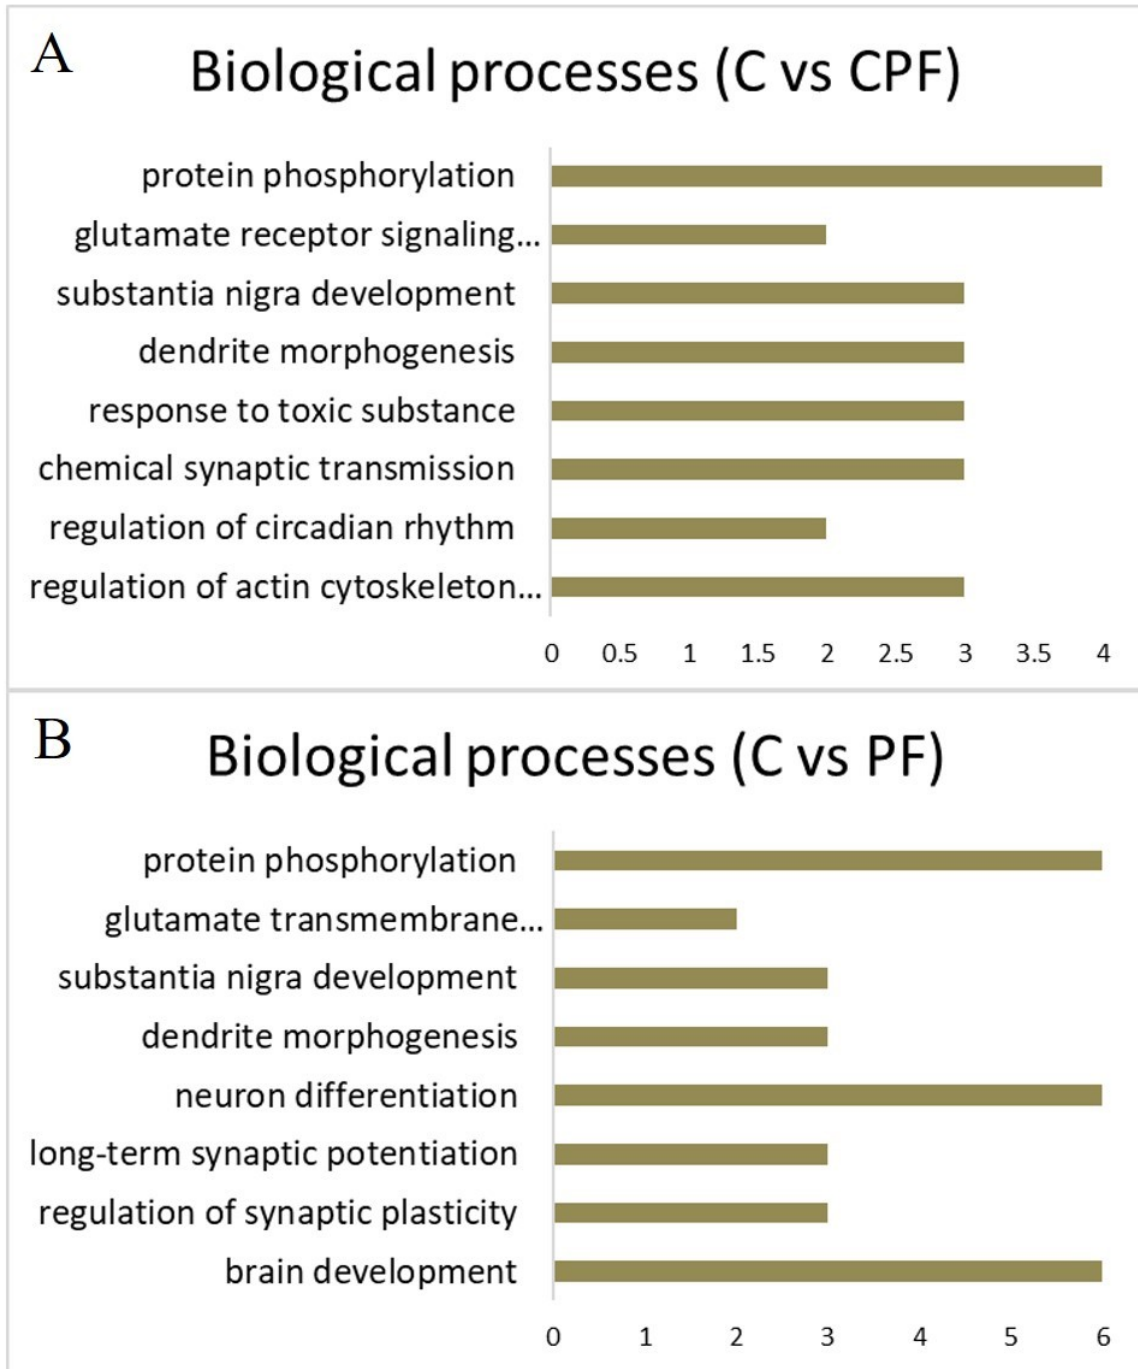 A
Biological processes (C vs CPF)
protein phosphorylation
glutamate receptor signaling...
substantia nigra development
dendrite morphogenesis
response to toxic substance
chemical synaptic transmission
regulation of circadian rhythm
regulation of actin cytoskeleton...
0 0.5 1 1.5 2 2.5 3 3.5 4
B
Biological processes (C vs PF)
protein phosphorylation
glutamate transmembrane...
substantia nigra development
dendrite morphogenesis
neuron differentiation
long-term synaptic potentiation
regulation of synaptic plasticity
brain development
0 1 2 3 4 5 6